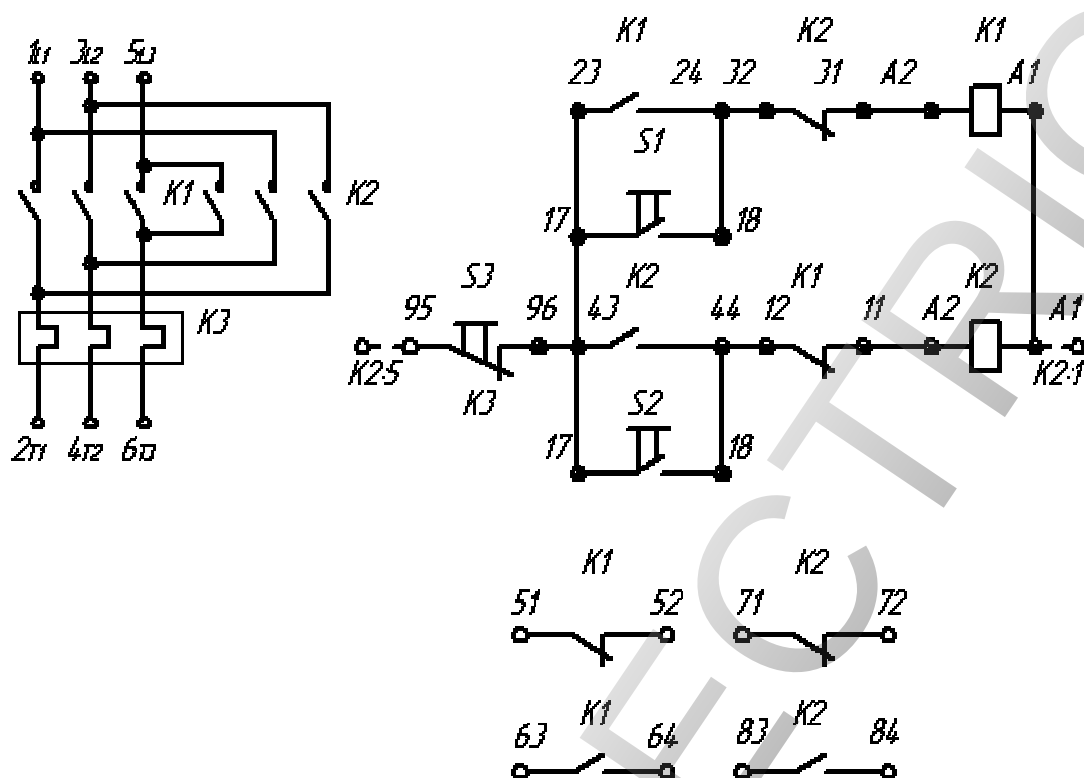 K1 K2 K1
1L1 3L2 5L3
23 24 32 31 A2 A1
S1
K1 K2
17 18
S3 K2 K1 K2
95 96 43 44 12 11 A2 A1
K3
K2:5 K2:1
K3
S2
2T1 4T2 6T3
17 18
K1 K2
51 52 71 72
K1 K2
63 64 83 84
ECTRIC